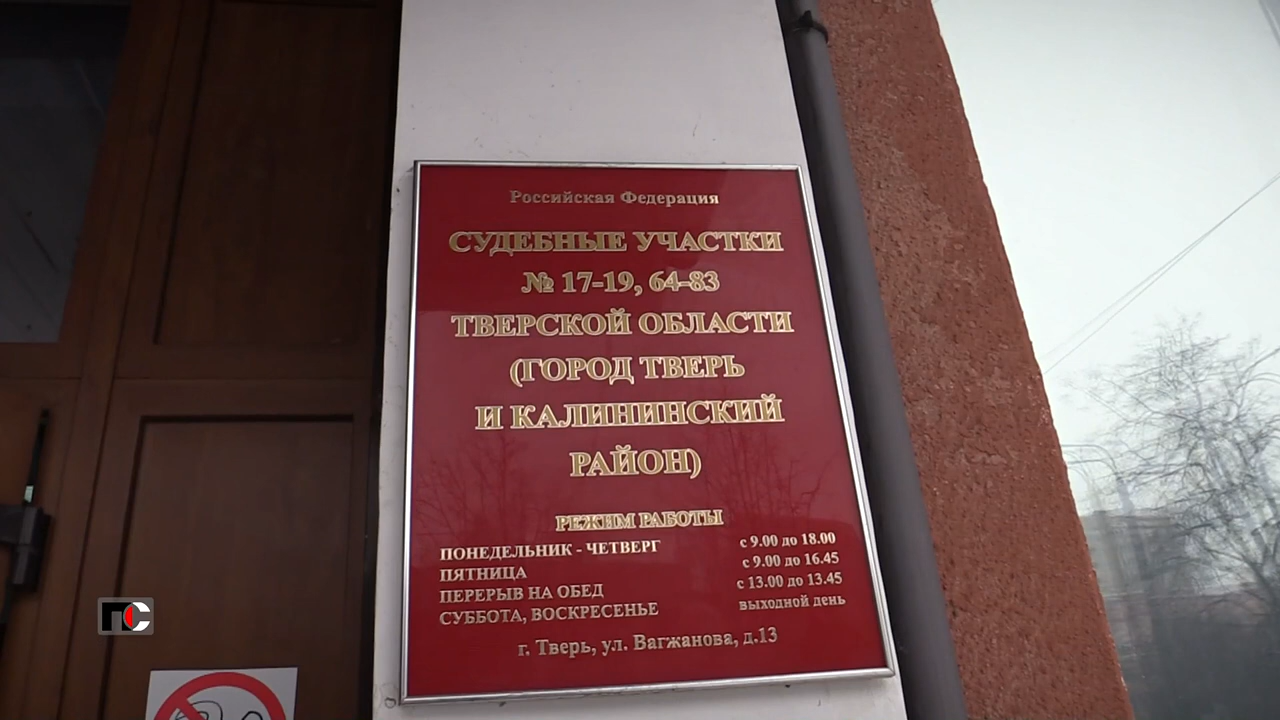 Российская Федерация
СУДЕБНЫЕ УЧАСТКИ
№ 17-19, 64-83
ТВЕРСКОЙ ОБЛАСТИ
(ГОРОД ТВЕРЬ
И КАЛИНИНСКИЙ
РАЙОН)
РЕЖИМ РАБОТЫ
ПОНЕДЕЛЬНИК - ЧЕТВЕРГ с 9.00 до 18.00
ПЯТНИЦА с 9.00 до 16.45
ПЕРЕРЫВ НА ОБЕД с 13.00 до 13.45
СУББОТА, ВОСКРЕСЕНЬЕ выходной день
г. Тверь, ул. Вагжанова, д.13
ПС